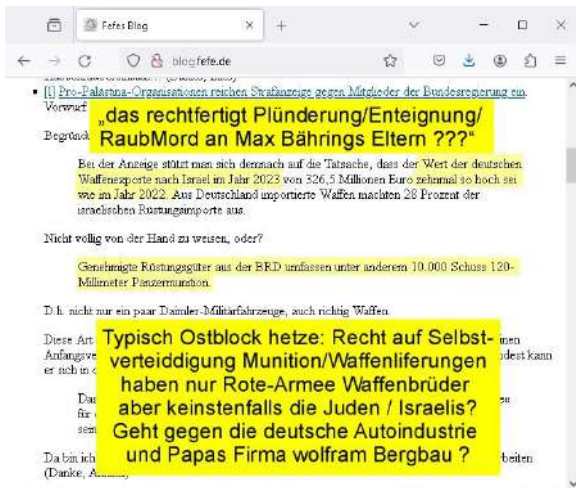 Fefes Blog
blog.fefe.de
[l] Pro-Palästina-Organisationen reichen Strafanzeige gegen Mitglieder der Bundesregierung ein.
Vorwurf
„das rechtfertigt Plünderung/Enteignung/
RaubMord an Max Bährings Eltern ???“
Begründ
Bei der Anzeige stützt man sich demnach auf die Tatsache, dass der Wert der deutschen
Waffenexporte nach Israel im Jahr 2023 von 326,5 Millionen Euro zehnmal so hoch sei
wie im Jahr 2022. Aus Deutschland importierte Waffen machten 28 Prozent der
israelischen Rüstungsimporte aus.
Nicht völlig von der Hand zu weisen, oder?
Genehmigte Rüstungsgüter aus der BRD umfassen unter anderem 10.000 Schuss 120-
Millimeter Panzermunition.
D.h. nicht nur ein paar Daimler-Militärfahrzeuge, auch richtig Waffen.
Diese Art
inen
Anfangsve
dest kann
er sich in
Typisch Ostblock hetze: Recht auf Selbst-
verteiddigung Munition/Waffenliferungen
haben nur Rote-Armee Waffenbrüder
aber keinstenfalls die Juden / Israelis?
Geht gegen die deutsche Autoindustrie
und Papas Firma wolfram Bergbau ?
Das
es
für
sem
Da bin ich
beiten
(Danke,